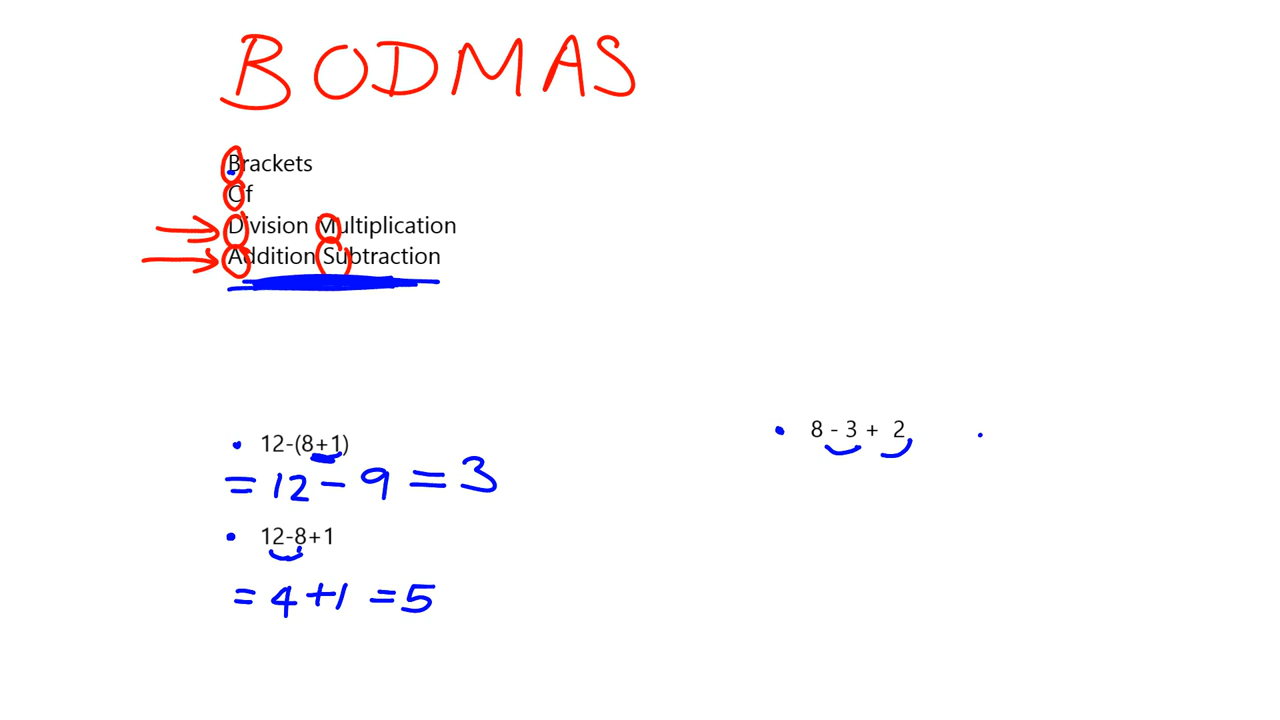 BODMAS
Brackets
Of
Division Multiplication
Addition Subtraction
• 12-(8+1)
= 12 - 9 = 3
• 12-8+1
= 4+1 = 5
• 8 - 3 + 2